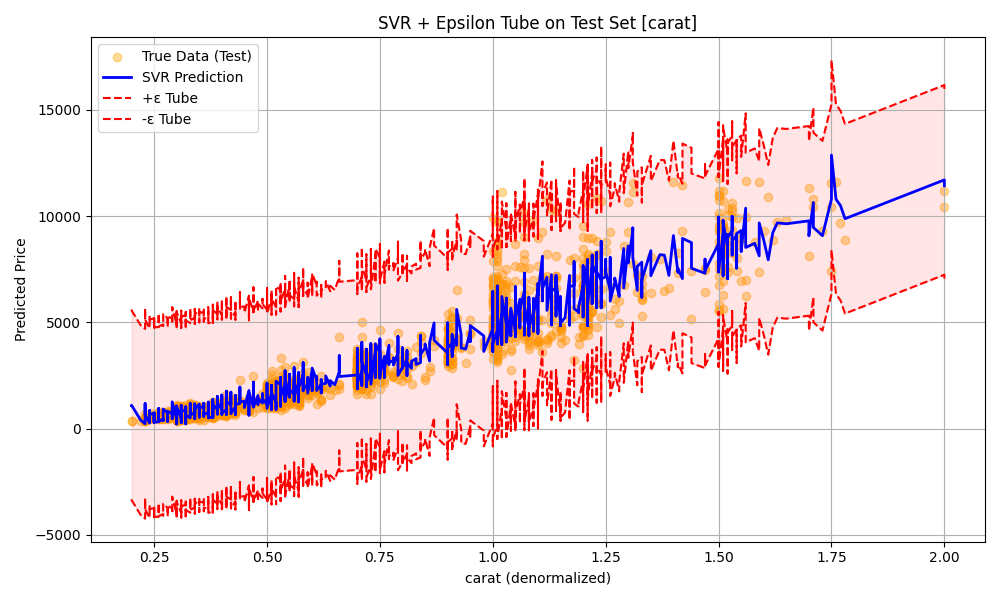 SVR + Epsilon Tube on Test Set [carat]
True Data (Test)
SVR Prediction
+ε Tube
-ε Tube
Predicted Price
15000
10000
5000
0
−5000
0.25 0.50 0.75 1.00 1.25 1.50 1.75 2.00
carat (denormalized)